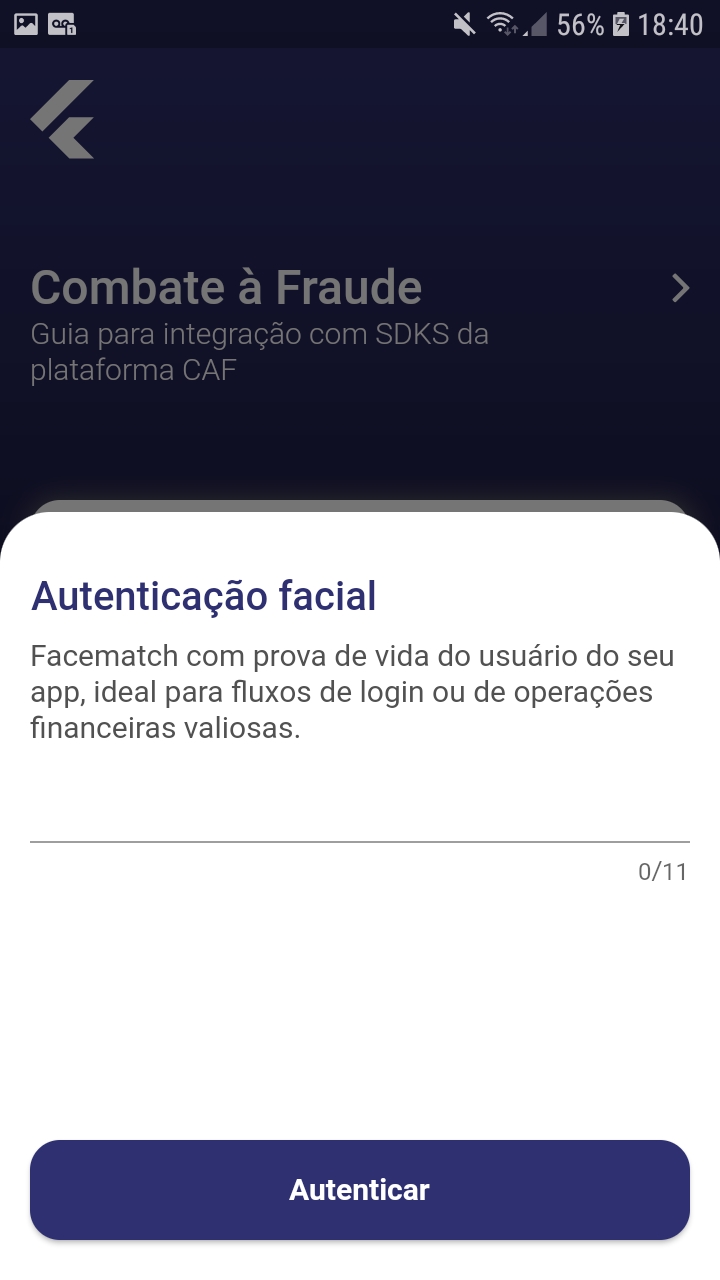 56% 18:40
Combate à Fraude
Guia para integração com SDKS da
plataforma CAF
Autenticação facial
Facematch com prova de vida do usuário do seu
app, ideal para fluxos de login ou de operações
financeiras valiosas.
0/11
Autenticar